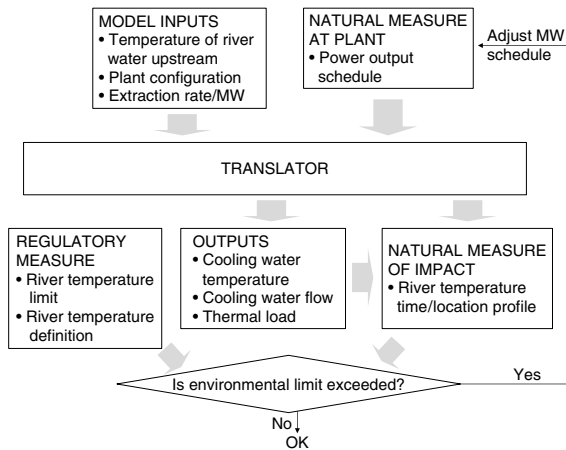 MODEL INPUTS
• Temperature of river
water upstream
• Plant configuration
• Extraction rate/MW
NATURAL MEASURE
AT PLANT
• Power output
schedule
Adjust MW
schedule
TRANSLATOR
REGULATORY
MEASURE
• River temperature
limit
• River temperature
definition
OUTPUTS
• Cooling water
temperature
• Cooling water flow
• Thermal load
NATURAL MEASURE
OF IMPACT
• River temperature
time/location profile
Is environmental limit exceeded?
Yes
No
OK